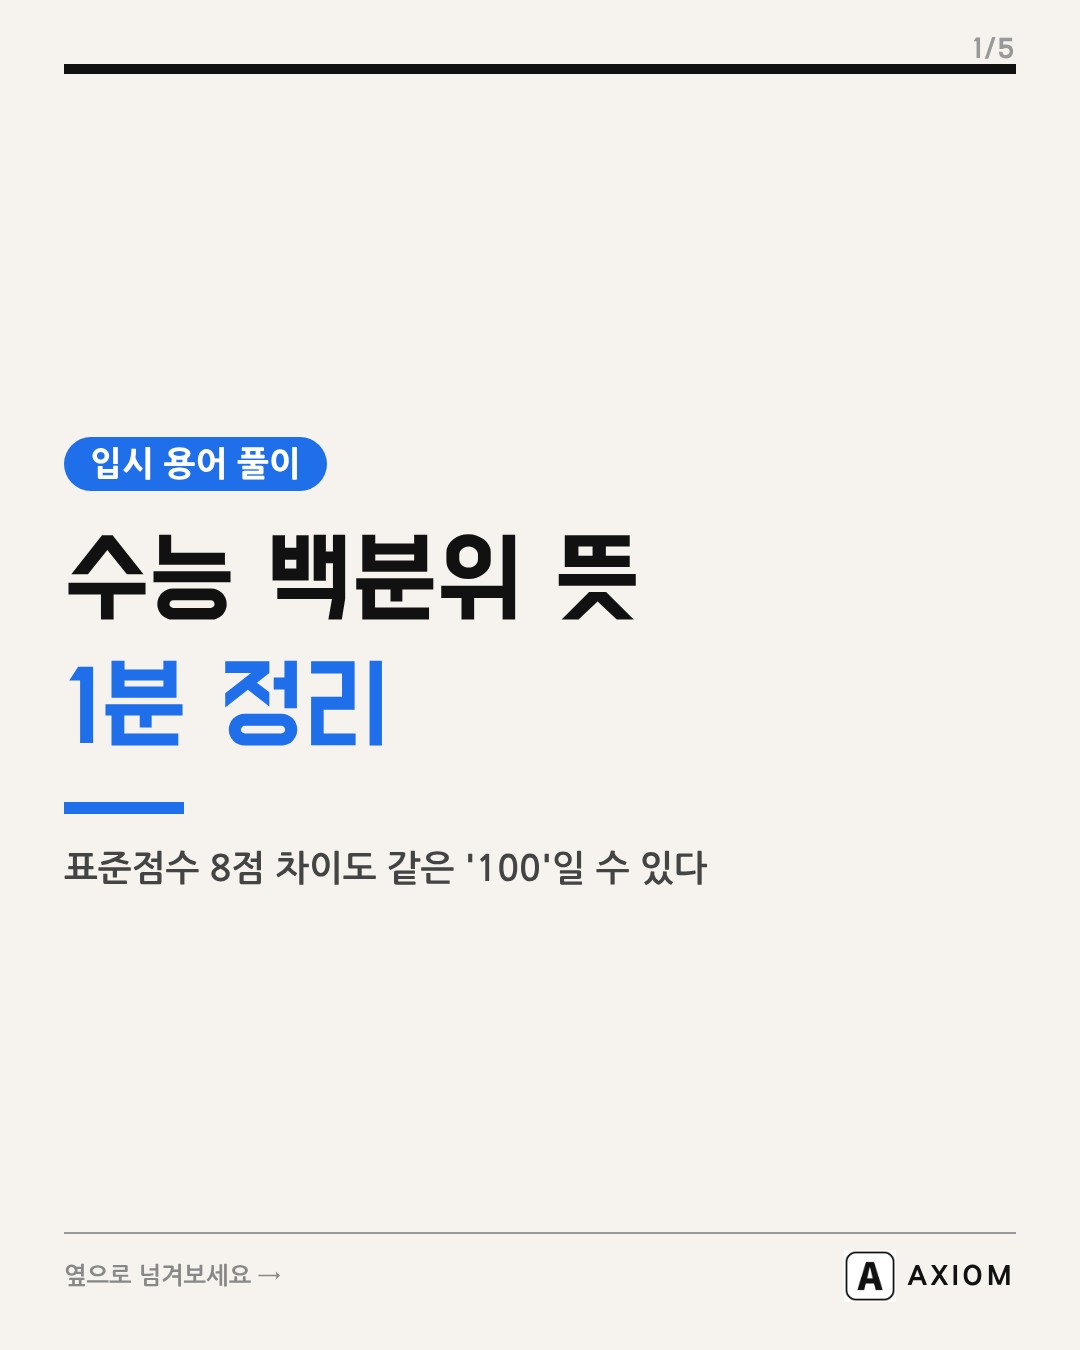 1/5
입시 용어 풀이
수능 백분위 뜻
1분 정리
표준점수 8점 차이도 같은 '100'일 수 있다
옆으로 넘겨보세요 →
A AXIOM